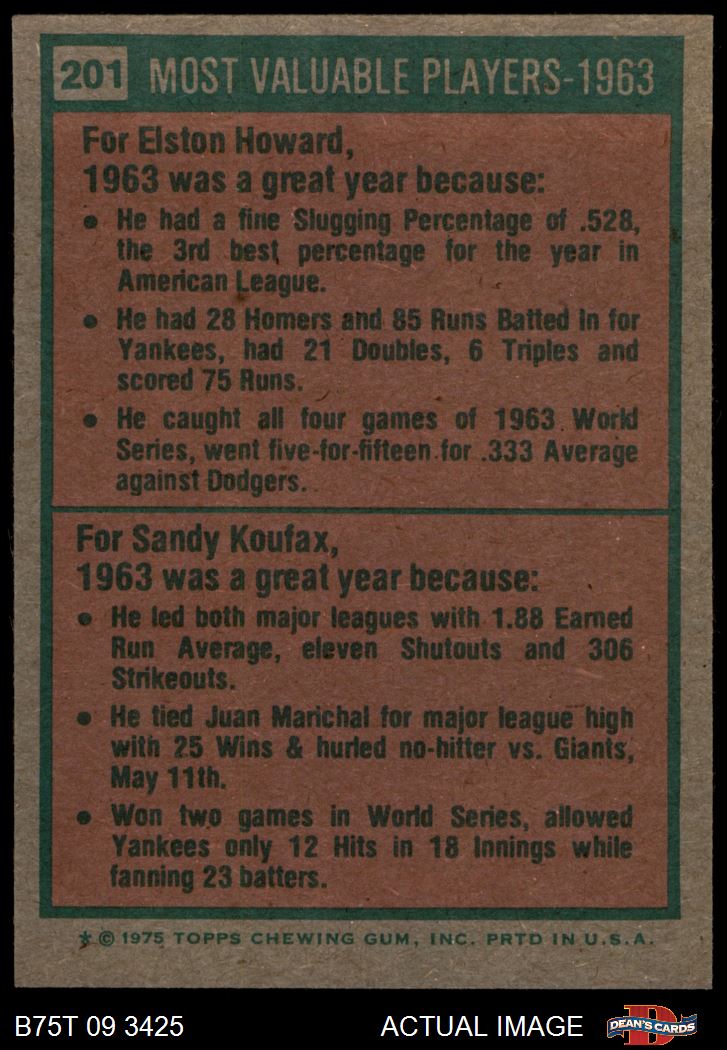 201 MOST VALUABLE PLAYERS-1963
For Elston Howard,
1963 was a great year because:
• He had a fine Slugging Percentage of .528,
the 3rd best percentage for the year in
American League.
• He had 28 Homers and 85 Runs Batted In for
Yankees, had 21 Doubles, 6 Triples and
scored 75 Runs.
• He caught all four games of 1963 World
Series, went five-for-fifteen for .333 Average
against Dodgers.
For Sandy Koufax,
1963 was a great year because:
• He led both major leagues with 1.88 Earned
Run Average, eleven Shutouts and 306
Strikeouts.
• He tied Juan Marichal for major league high
with 25 Wins & hurled no-hitter vs. Giants,
May 11th.
• Won two games in World Series, allowed
Yankees only 12 Hits in 18 Innings while
fanning 23 batters.
* © 1975 TOPPS CHEWING GUM, INC. PRTD IN U.S.A.
B75T 09 3425 ACTUAL IMAGE D DEAN'S CARDS